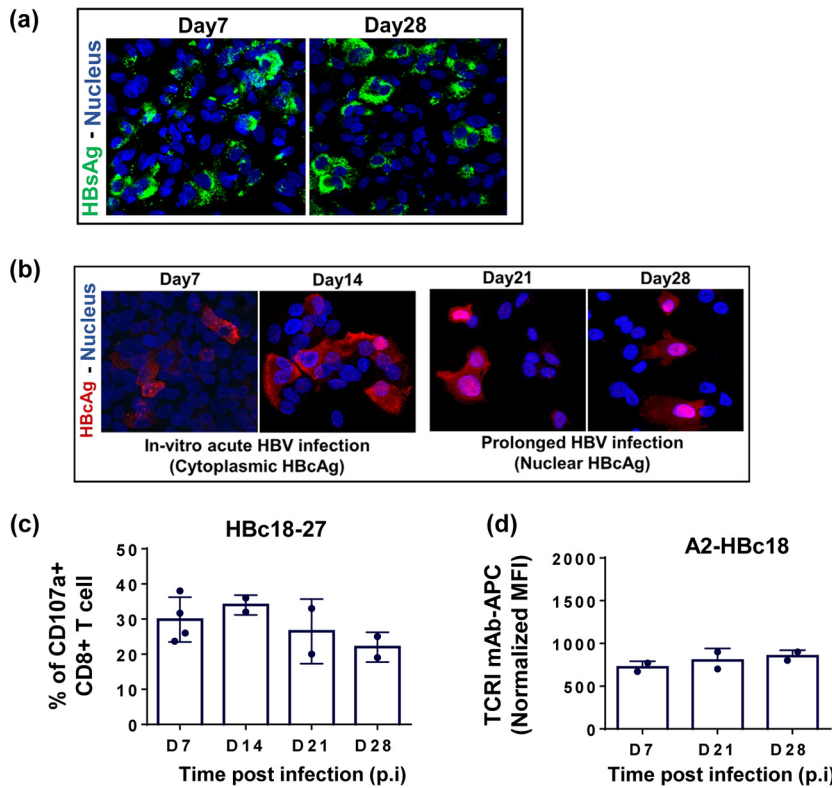 (a)
Day7 Day28
HBsAg - Nucleus
(b)
Day7 Day14 Day21 Day28
HBcAg - Nucleus
In-vitro acute HBV infection
(Cytoplasmic HBcAg)
Prolonged HBV infection
(Nuclear HBcAg)
(c)
HBc18-27
% of CD107a+
CD8+ T cell
50
40
30
20
10
0
D7 D14 D21 D28
Time post infection (p.i)
(d)
A2-HBc18
TCRl mAb-APC
(Normalized MFI)
2000
1500
1000
500
0
D7 D21 D28
Time post infection (p.i)